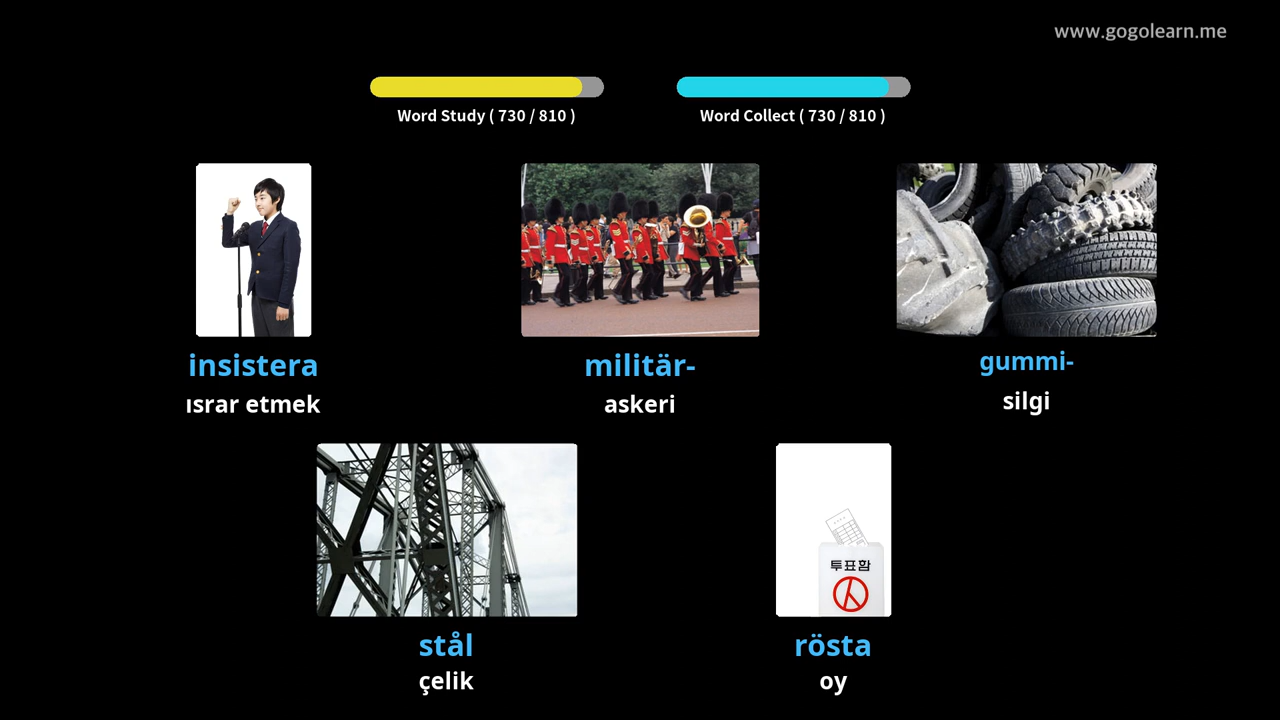 www.gogolearn.me
Word Study ( 730 / 810 )
Word Collect ( 730 / 810 )
insistera
militär-
gummi-
ısrar etmek
askeri
silgi
투표함
stål
rösta
çelik
oy